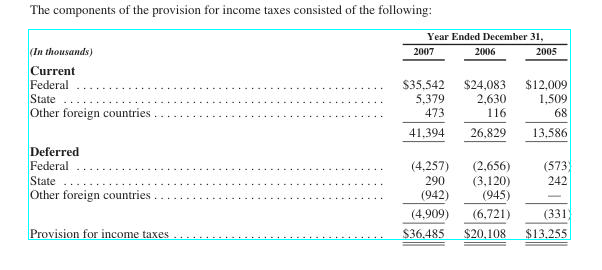 The components of the provision for income taxes consisted of the following:
Year Ended December 31,
(In thousands) 2007 2006 2005
Current
Federal $35,542 $24,083 $12,009
State 5,379 2,630 1,509
Other foreign countries 473 116 68
41,394 26,829 13,586
Deferred
Federal (4,257) (2,656) (573)
State 290 (3,120) 242
Other foreign countries (942) (945) —
(4,909) (6,721) (331)
Provision for income taxes $36,485 $20,108 $13,255